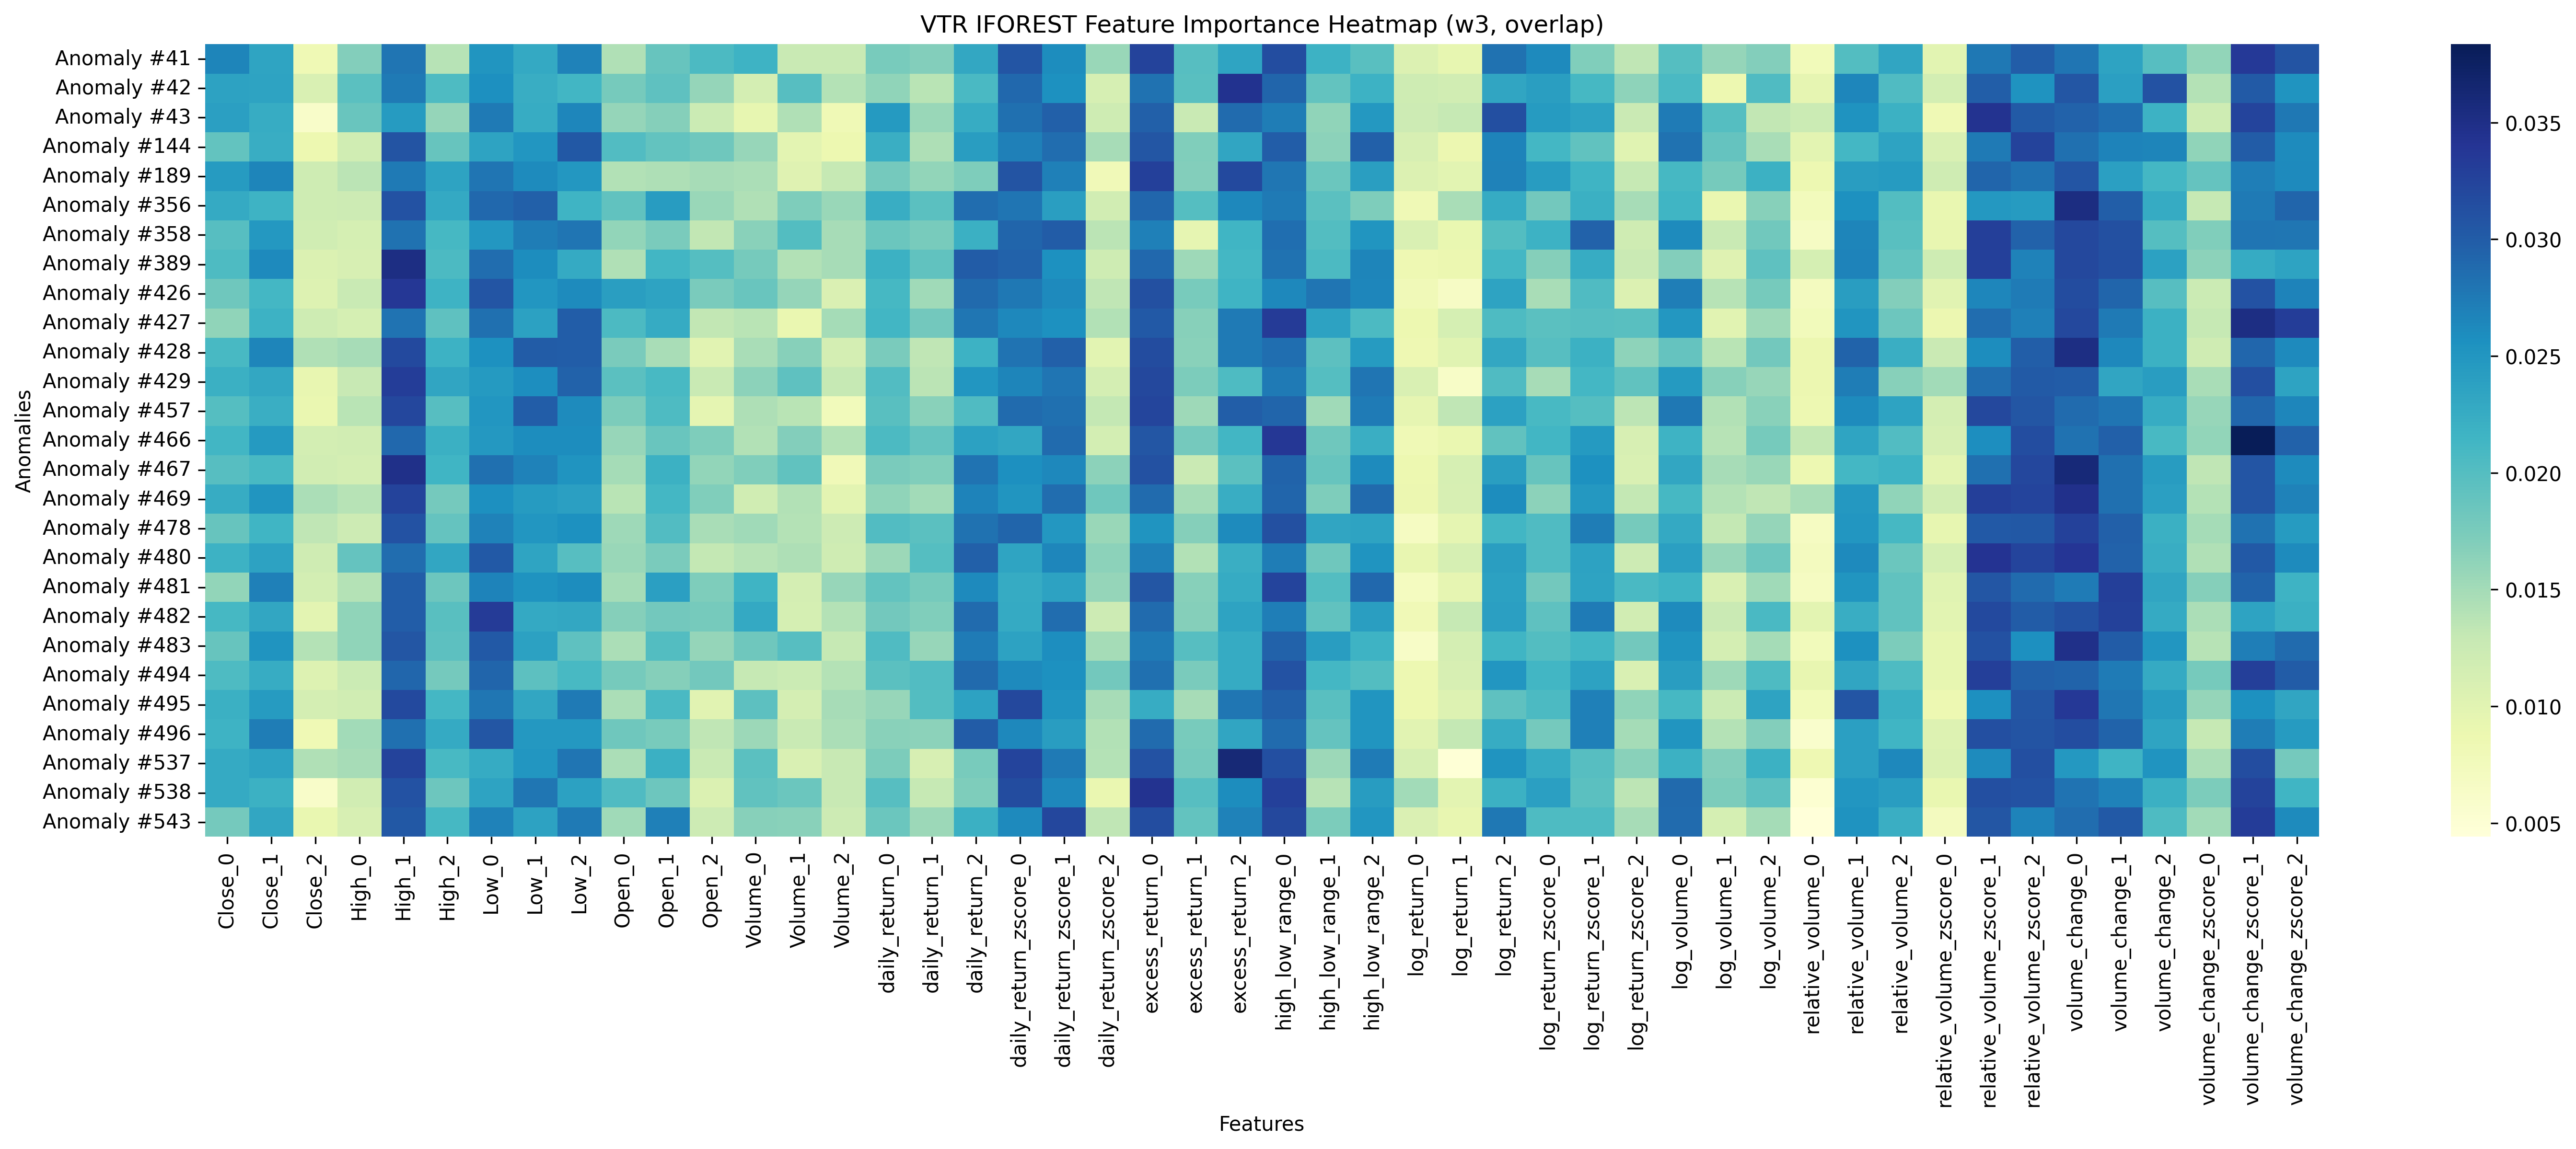 VTR IFOREST Feature Importance Heatmap (w3, overlap)
Anomalies
Anomaly #41
Anomaly #42
Anomaly #43
Anomaly #144
Anomaly #189
Anomaly #356
Anomaly #358
Anomaly #389
Anomaly #426
Anomaly #427
Anomaly #428
Anomaly #429
Anomaly #457
Anomaly #466
Anomaly #467
Anomaly #469
Anomaly #478
Anomaly #480
Anomaly #481
Anomaly #482
Anomaly #483
Anomaly #494
Anomaly #495
Anomaly #496
Anomaly #537
Anomaly #538
Anomaly #543
Close_0
Close_1
Close_2
High_0
High_1
High_2
Low_0
Low_1
Low_2
Open_0
Open_1
Open_2
Volume_0
Volume_1
Volume_2
daily_return_0
daily_return_1
daily_return_2
daily_return_zscore_0
daily_return_zscore_1
daily_return_zscore_2
excess_return_0
excess_return_1
excess_return_2
high_low_range_0
high_low_range_1
high_low_range_2
log_return_0
log_return_1
log_return_2
log_return_zscore_0
log_return_zscore_1
log_return_zscore_2
log_volume_0
log_volume_1
log_volume_2
relative_volume_0
relative_volume_1
relative_volume_2
relative_volume_zscore_0
relative_volume_zscore_1
relative_volume_zscore_2
volume_change_0
volume_change_1
volume_change_2
volume_change_zscore_0
volume_change_zscore_1
volume_change_zscore_2
Features
0.035
0.030
0.025
0.020
0.015
0.010
0.005